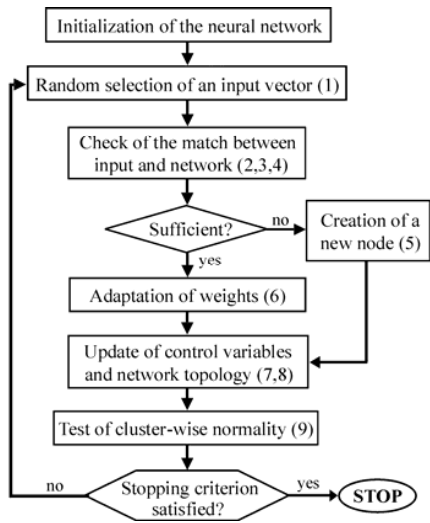 Initialization of the neural network
Random selection of an input vector (1)
Check of the match between
input and network (2,3,4)
Sufficient?
no
Creation of a
new node (5)
yes
Adaptation of weights (6)
Update of control variables
and network topology (7,8)
Test of cluster-wise normality (9)
no
Stopping criterion
satisfied?
yes
STOP